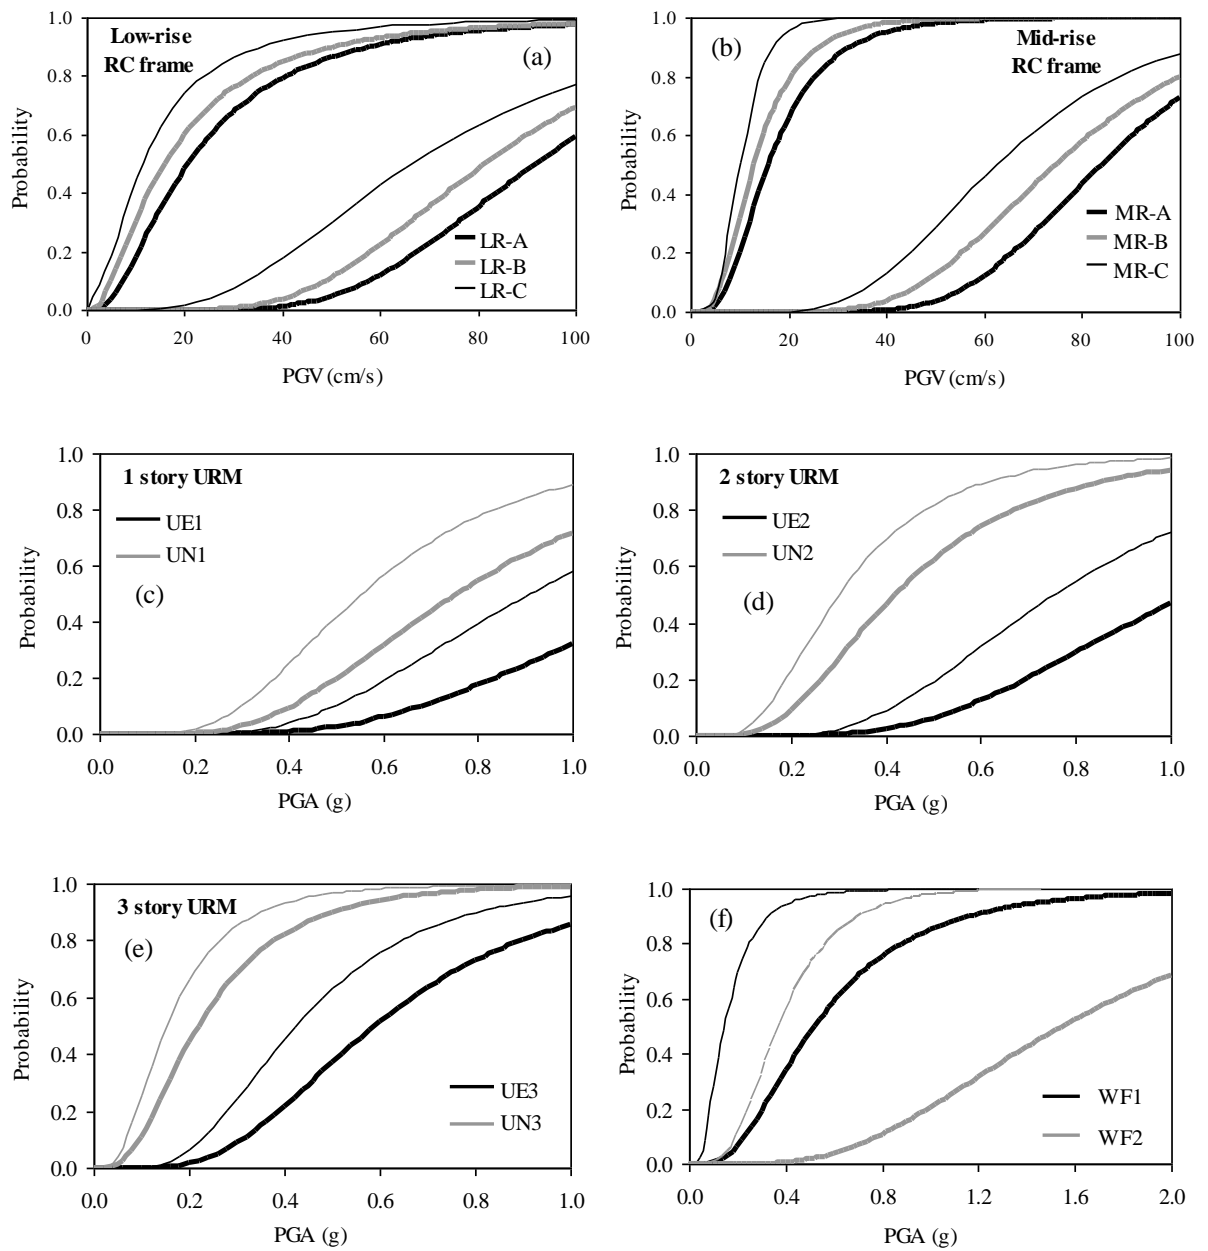 Low-rise
RC frame
(a)
1.0
0.8
0.6
0.4
0.2
0.0
Probability
LR-A
LR-B
LR-C
0 20 40 60 80 100
PGV (cm/s)
(b)
Mid-rise
RC frame
1.0
0.8
0.6
0.4
0.2
0.0
Probability
MR-A
MR-B
MR-C
0 20 40 60 80 100
PGV (cm/s)
1 story URM
1.0
0.8
0.6
0.4
0.2
0.0
Probability
UE1
UN1
(c)
0.0 0.2 0.4 0.6 0.8 1.0
PGA (g)
2 story URM
1.0
0.8
0.6
0.4
0.2
0.0
Probability
UE2
UN2
(d)
0.0 0.2 0.4 0.6 0.8 1.0
PGA (g)
3 story URM
(e)
1.0
0.8
0.6
0.4
0.2
0.0
Probability
UE3
UN3
0.0 0.2 0.4 0.6 0.8 1.0
PGA (g)
(f)
1.0
0.8
0.6
0.4
0.2
0.0
Probability
WF1
WF2
0.0 0.4 0.8 1.2 1.6 2.0
PGA (g)